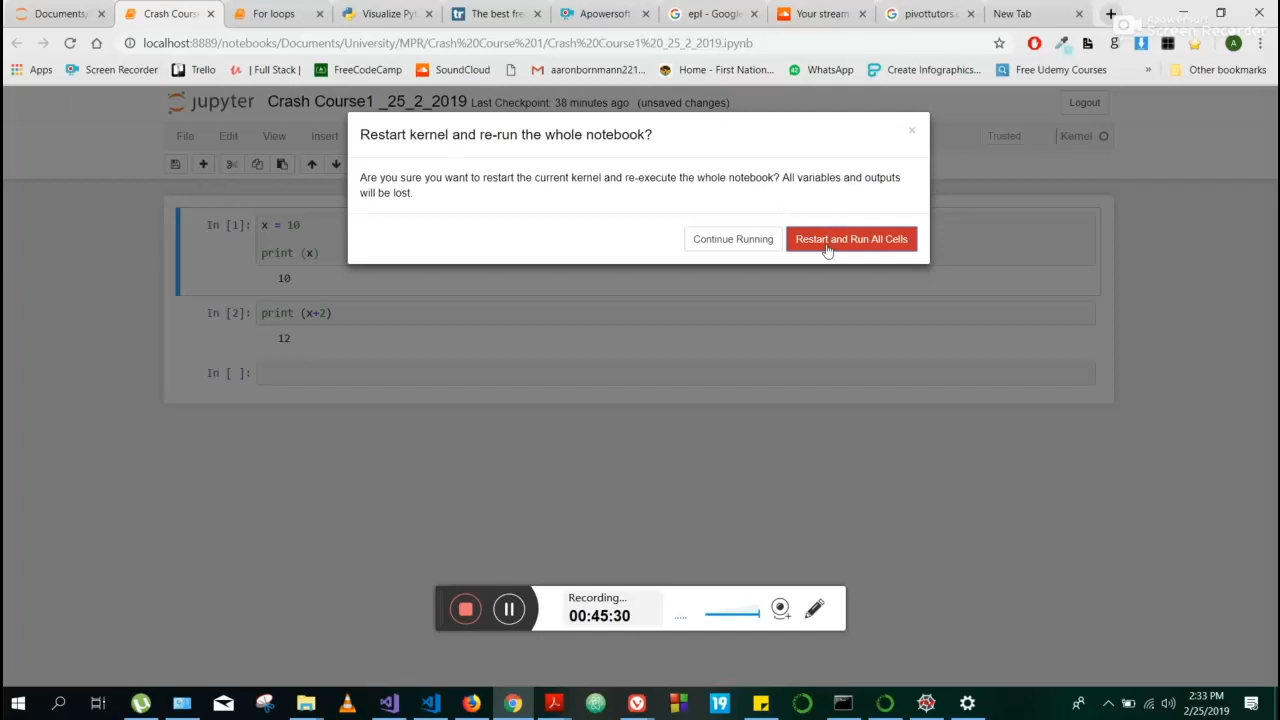 Documents/
Crash Cours
For loops
Visualize Py
The best fre
Apowersoft
epl - Google
Your stream
pivottutors.c
New Tab
Apowersoft
Screen Recorder
localhost:8889/notebooks/Documents/University/MPR/Crash%20Course%201/Crash%20Course1%20_25_2_2019.ipynb
A
Apps
Screen Recorder
Trello
| Full Stack |
FreeCodeCamp
SoundCloud
aaronbornmann221...
Home - First Nation...
42 WhatsApp
Create Infographics...
Free Udemy Courses
»
Other bookmarks
jupyter Crash Course1 _25_2_2019 Last Checkpoint: 38 minutes ago (unsaved changes)
Logout
File Edit View Insert
Trusted
Kernel
Restart kernel and re-run the whole notebook?
×
Are you sure you want to restart the current kernel and re-execute the whole notebook? All variables and outputs
will be lost.
Continue Running
Restart and Run All Cells
In [1]: x = 10
print (x)
10
In [2]: print (x+2)
12
In [ ]:
Recording...
00:45:30
.....
19
2:33 PM
2/25/2019